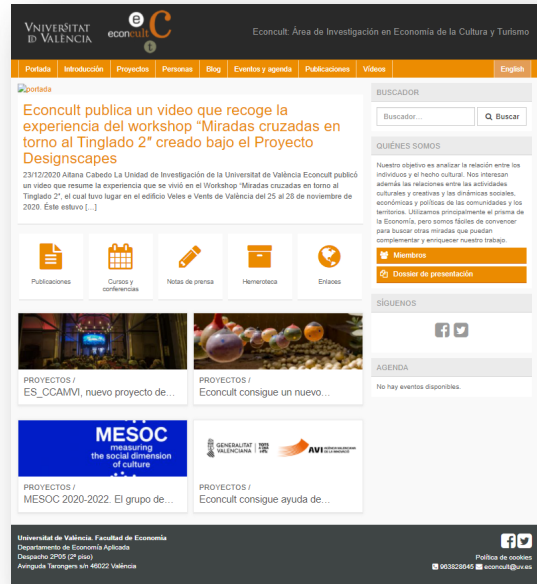 VNIVERSITAT
ID VALÈNCIA
e
econcult
C
t
Econcult: Área de Investigación en Economía de la Cultura y Turismo
Portada Introducción Proyectos Personas Blog Eventos y agenda Publicaciones Vídeos English
portada
Econcult publica un video que recoge la
experiencia del workshop “Miradas cruzadas en
torno al Tinglado 2″ creado bajo el Proyecto
Designscapes
23/12/2020 Aitana Cabedo La Unidad de Investigación de la Universitat de València Econcult publicó
un video que resume la experiencia que se vivió en el Workshop “Miradas cruzadas en torno al
Tinglado 2″, el cual tuvo lugar en el edificio Veles e Vents de València del 25 al 28 de noviembre de
2020. Éste estuvo […]
Publicaciones
Cursos y
conferencias
Notas de prensa
Hemeroteca
Enlaces
PROYECTOS /
ES_CCAMVI, nuevo proyecto de...
PROYECTOS /
Econcult consigue un nuevo...
MESOC
measuring
the social dimension
of culture
PROYECTOS /
MESOC 2020-2022. El grupo de...
GENERALITAT
VALENCIANA
TOTS
A UNA
AVI
PROYECTOS /
Econcult consigue ayuda de...
BUSCADOR
Buscador... Buscar
QUIÉNES SOMOS
Nuestro objetivo es analizar la relación entre los
individuos y el hecho cultural. Nos interesan
además las relaciones entre las actividades
culturales y creativas y las dinámicas sociales,
económicas y políticas de las comunidades y los
territorios. Utilizamos principalmente el prisma de
la Economía, pero somos fáciles de convencer
para buscar otras miradas que puedan
complementar y enriquecer nuestro trabajo.
Miembros
Dossier de presentación
SÍGUENOS
AGENDA
No hay eventos disponibles.
Universitat de València. Facultad de Economía
Departamento de Economía Aplicada
Despacho 2P05 (2ª piso)
Avinguda Tarongers s/n 46022 València
Política de cookies
963828645 econcult@uv.es